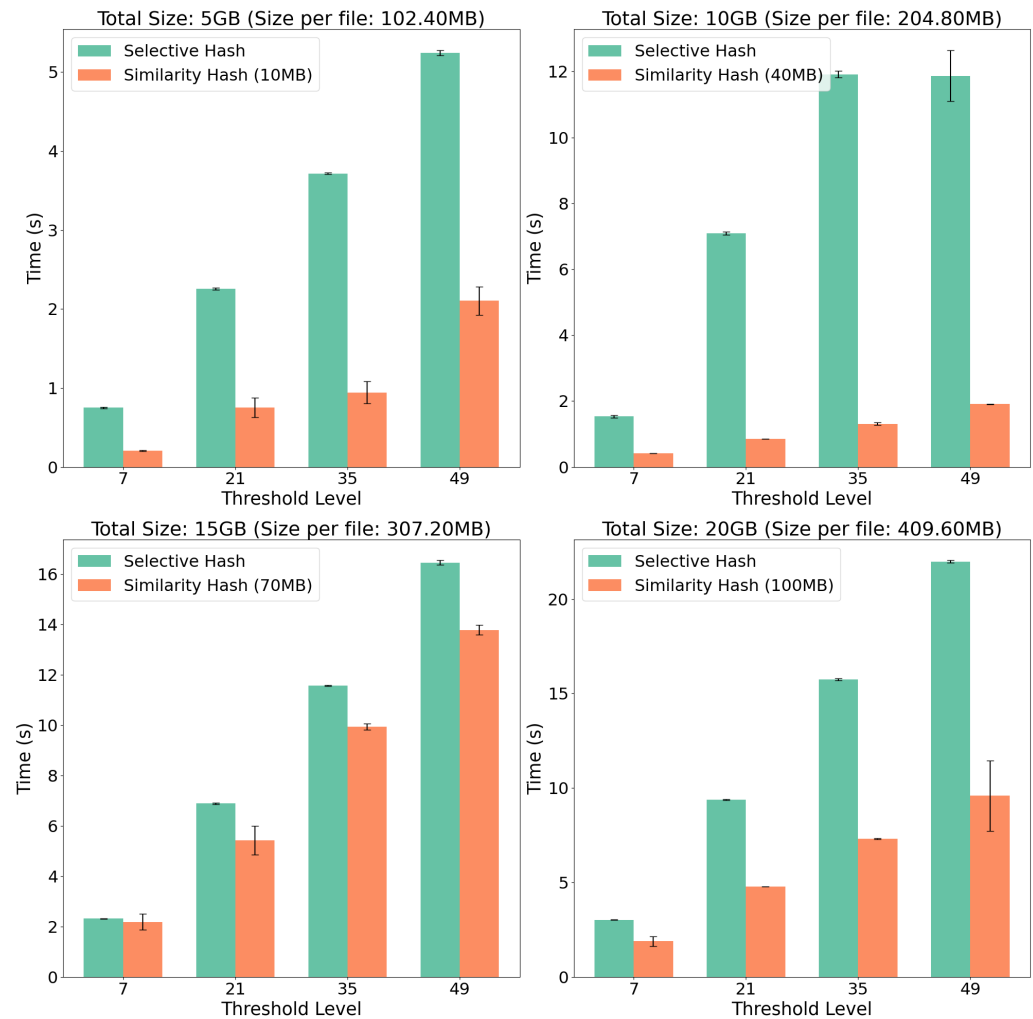 Total Size: 5GB (Size per file: 102.40MB)
Selective Hash
Similarity Hash (10MB)
Time (s)
5
4
3
2
1
0
7 21 35 49
Threshold Level
Total Size: 10GB (Size per file: 204.80MB)
Selective Hash
Similarity Hash (40MB)
Time (s)
12
10
8
6
4
2
0
7 21 35 49
Threshold Level
Total Size: 15GB (Size per file: 307.20MB)
Selective Hash
Similarity Hash (70MB)
Time (s)
16
14
12
10
8
6
4
2
0
7 21 35 49
Threshold Level
Total Size: 20GB (Size per file: 409.60MB)
Selective Hash
Similarity Hash (100MB)
Time (s)
20
15
10
5
0
7 21 35 49
Threshold Level